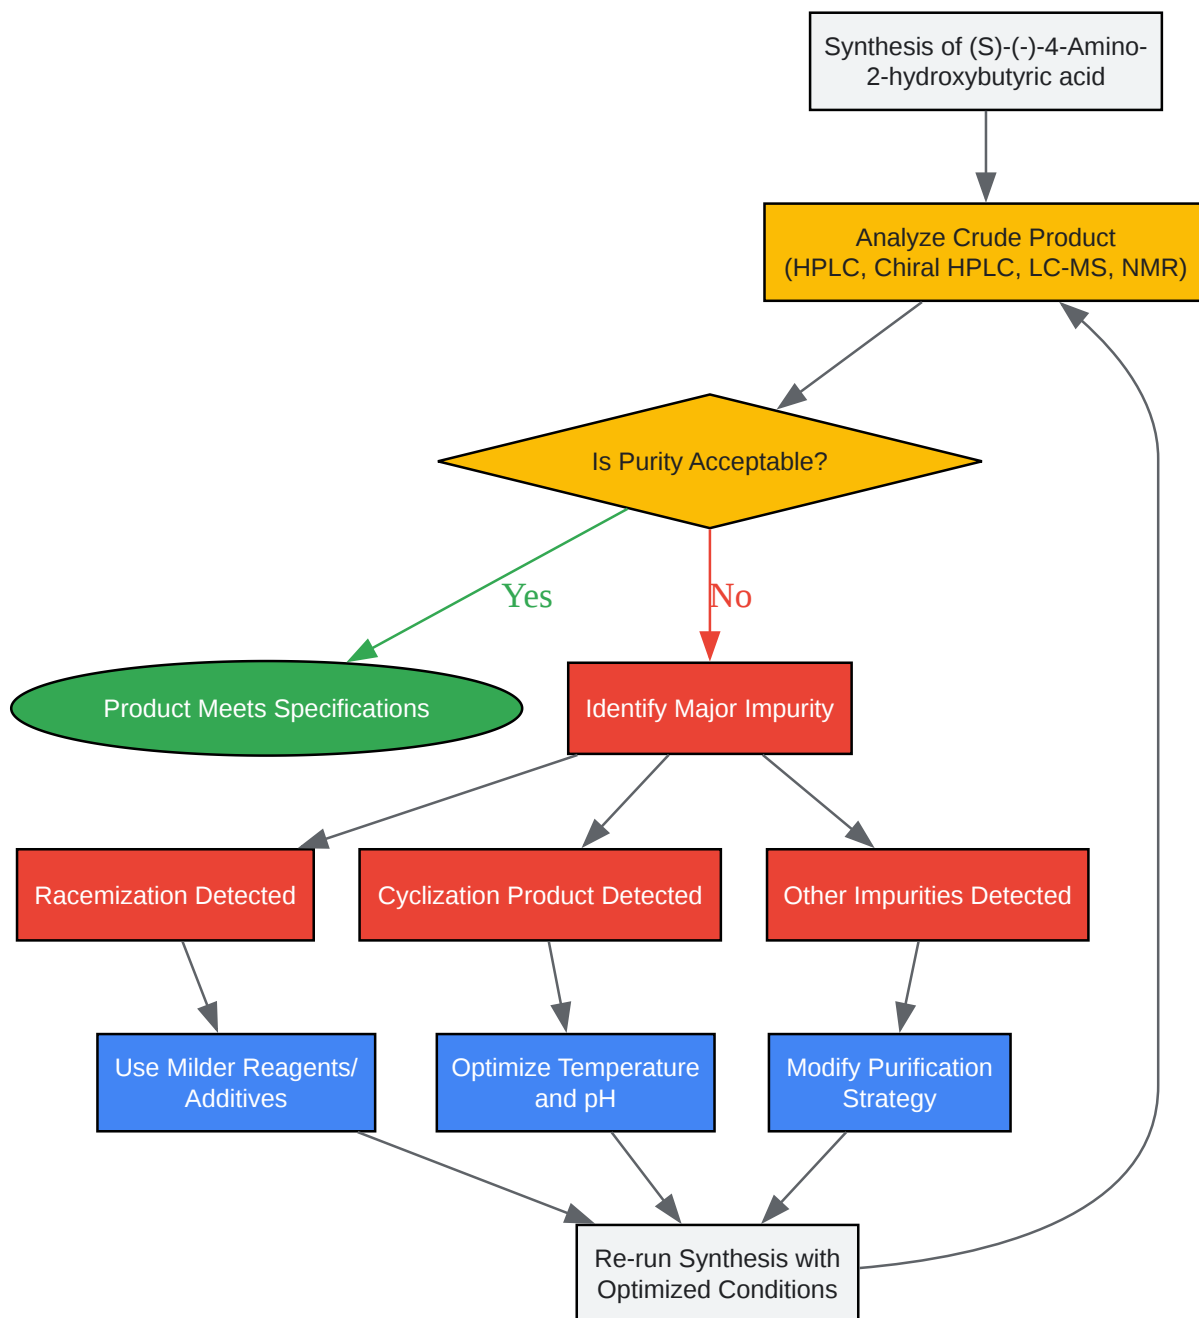 Synthesis of (S)-(-)-4-Amino-
2-hydroxybutyric acid
Analyze Crude Product
(HPLC, Chiral HPLC, LC-MS, NMR)
Is Purity Acceptable?
Yes
No
Product Meets Specifications
Identify Major Impurity
Racemization Detected
Cyclization Product Detected
Other Impurities Detected
Use Milder Reagents/
Additives
Optimize Temperature
and pH
Modify Purification
Strategy
Re-run Synthesis with
Optimized Conditions